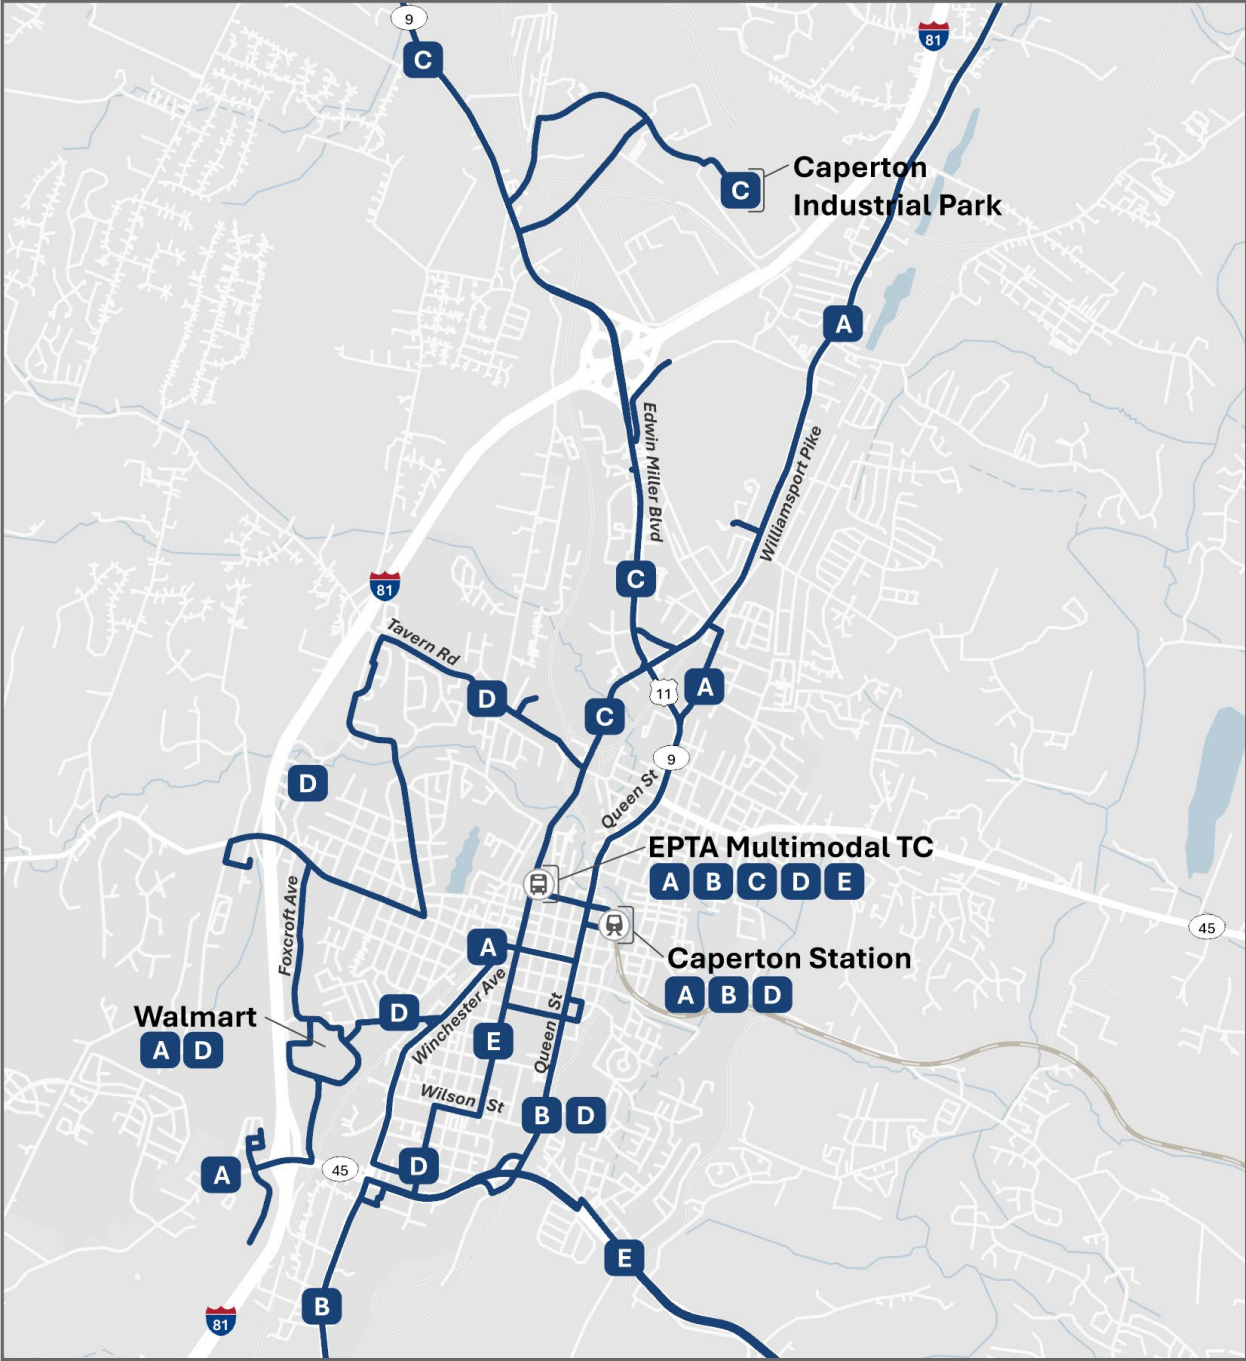 9
C
81
Caperton
Industrial Park
C
A
Edwin Miller Blvd
Williamsport Pike
C
81
Tavern Rd
D
11
A
C
9
D
Queen St
EPTA Multimodal TC
A B C D E
Foxcroft Ave
45
A
Caperton Station
A B D
Winchester Ave
Walmart
A D
D
E
Queen St
Wilson St
B D
A
45
D
E
B
81